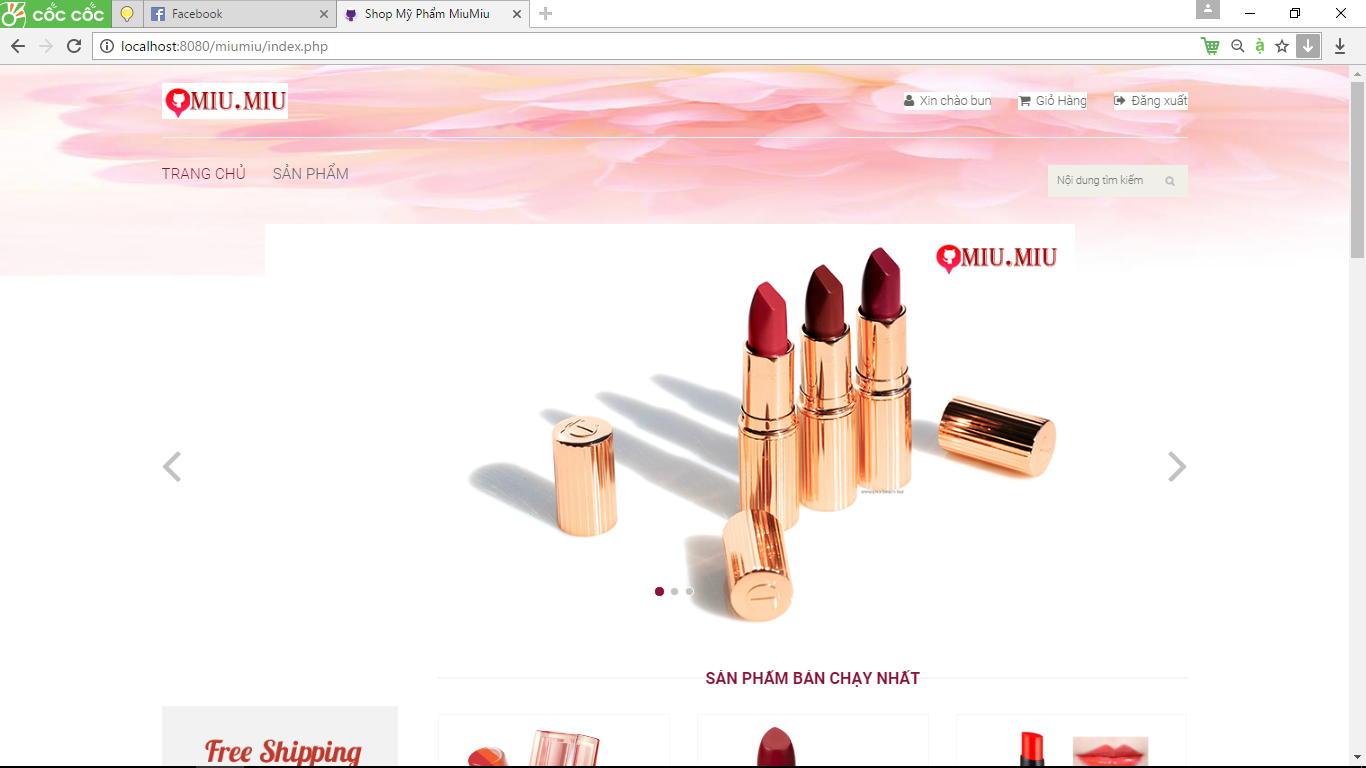 cốc cốc
Facebook
Shop Mỹ Phẩm MiuMiu
localhost:8080/miumiu/index.php
MIU.MIU
Xin chào bun
Giỏ Hàng
Đăng xuất
TRANG CHỦ
SẢN PHẨM
Nội dung tìm kiếm
MIU.MIU
SẢN PHẨM BÁN CHẠY NHẤT
Free Shipping